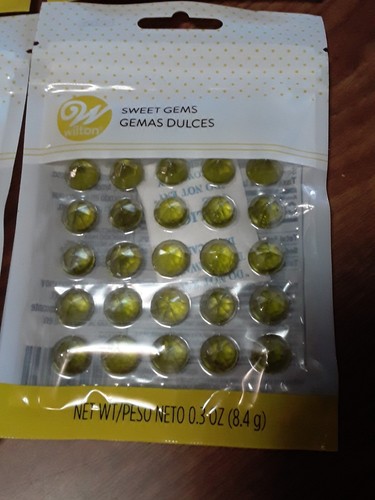 W
wilton
SWEET GEMS
GEMAS DULCES
NET WT/PESO NETO 0.3 OZ (8.4 g)